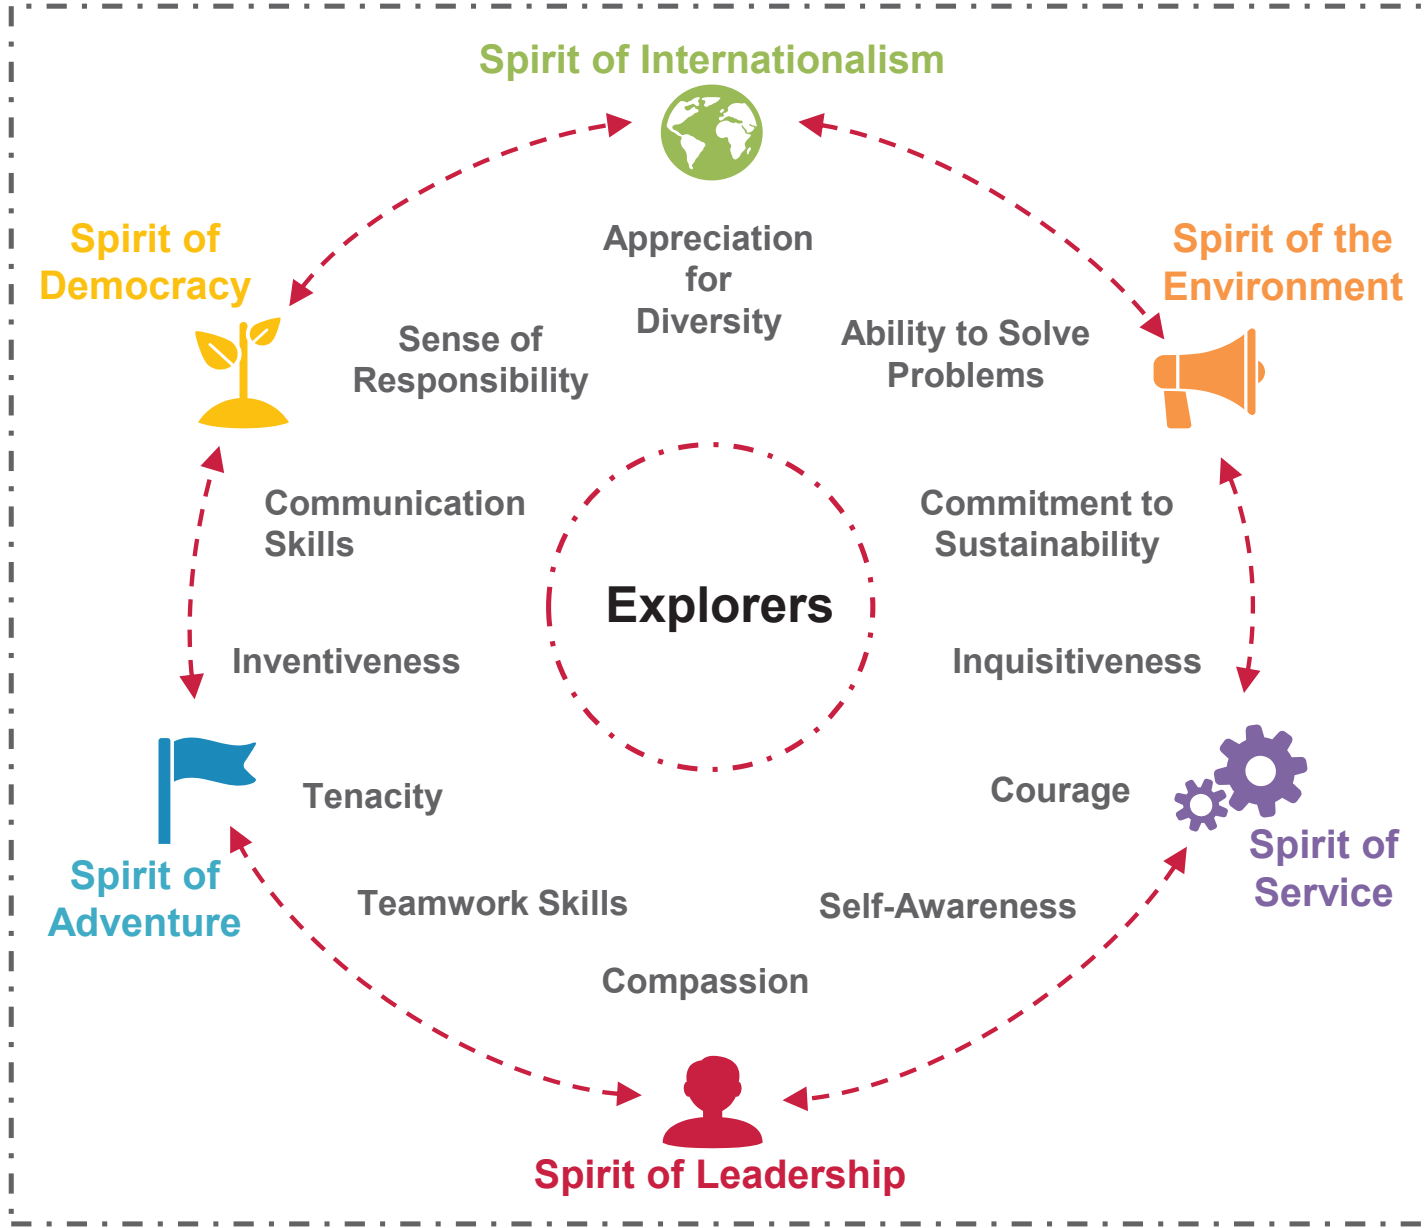 Spirit of Internationalism
Spirit of
Democracy
Appreciation
for
Diversity
Spirit of the
Environment
Sense of
Responsibility
Ability to Solve
Problems
Communication
Skills
Commitment to
Sustainability
Explorers
Inventiveness
Inquisitiveness
Tenacity
Courage
Spirit of
Adventure
Spirit of
Service
Teamwork Skills
Self-Awareness
Compassion
Spirit of Leadership